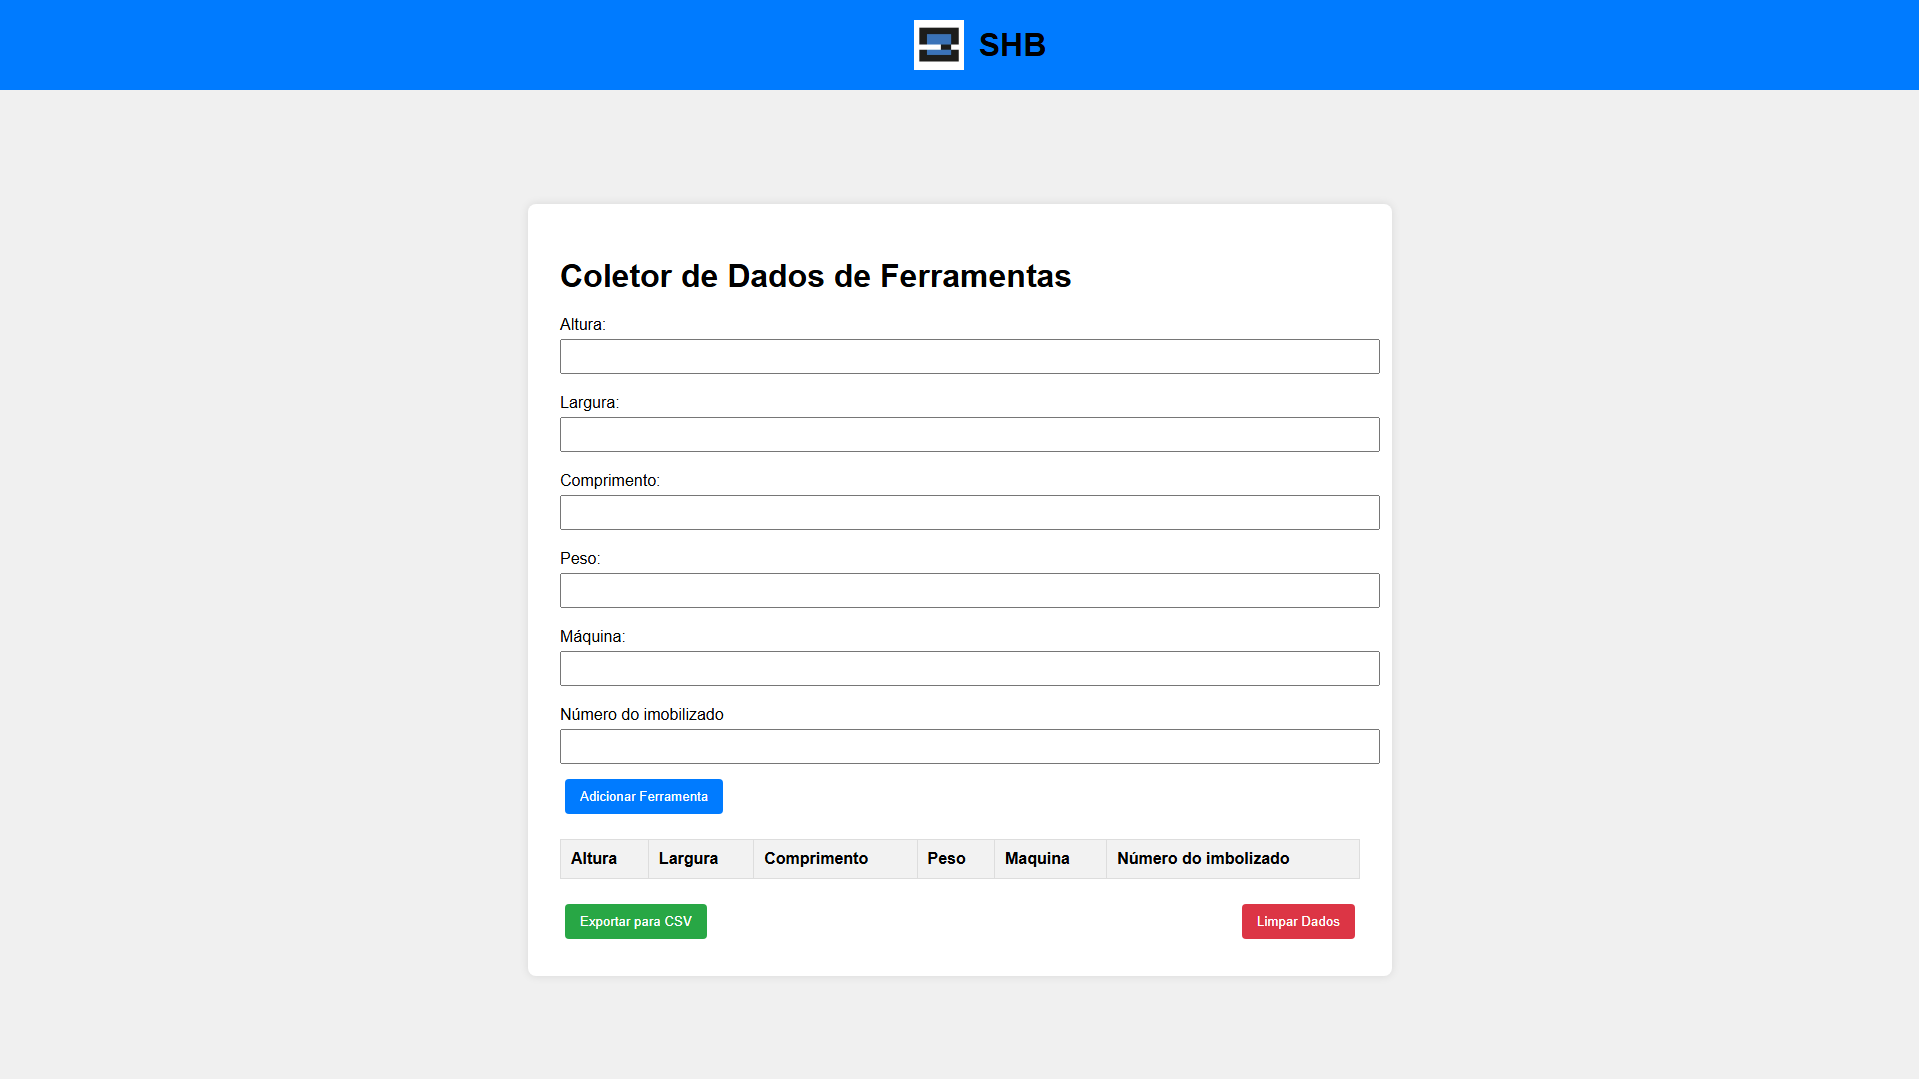 SHB
Coletor de Dados de Ferramentas
Altura:
Largura:
Comprimento:
Peso:
Máquina:
Número do imobilizado
Adicionar Ferramenta
Altura Largura Comprimento Peso Maquina Número do imbolizado
Exportar para CSV Limpar Dados